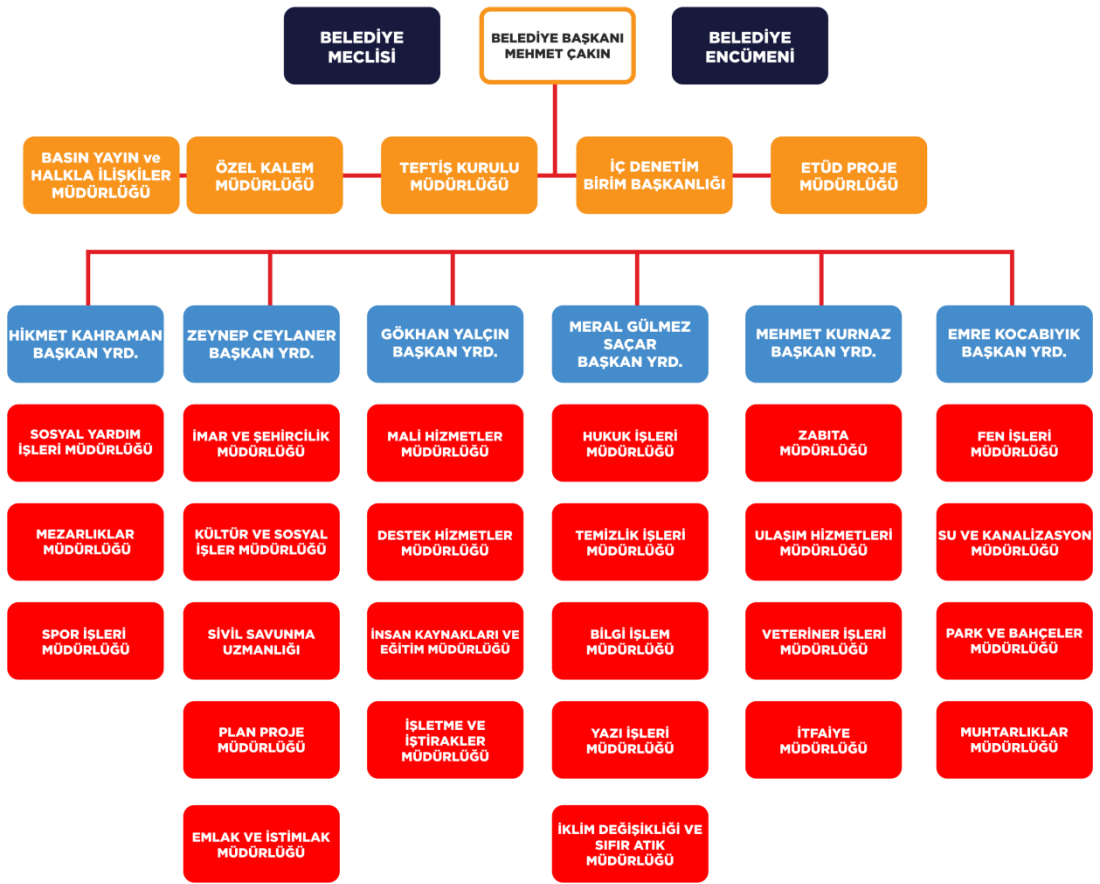 BELEDİYE
MECLİSİ
BELEDİYE BAŞKANI
MEHMET ÇAKIN
BELEDİYE
ENCÜMENİ
BASIN YAYIN ve
HALKLA İLİŞKİLER
MÜDÜRLÜĞÜ
ÖZEL KALEM
MÜDÜRLÜĞÜ
TEFTİŞ KURULU
MÜDÜRLÜĞÜ
İÇ DENETİM
BİRİM BAŞKANLIĞI
ETÜD PROJE
MÜDÜRLÜĞÜ
HİKMET KAHRAMAN
BAŞKAN YRD.
ZEYNEP CEYLANER
BAŞKAN YRD.
GÖKHAN YALÇIN
BAŞKAN YRD.
MERAL GÜLMEZ
SAÇAR
BAŞKAN YRD.
MEHMET KURNAZ
BAŞKAN YRD.
EMRE KOCABIYIK
BAŞKAN YRD.
SOSYAL YARDIM
İŞLERİ MÜDÜRLÜĞÜ
İMAR VE ŞEHİRCİLİK
MÜDÜRLÜĞÜ
MALİ HİZMETLER
MÜDÜRLÜĞÜ
HUKUK İŞLERİ
MÜDÜRLÜĞÜ
ZABITA
MÜDÜRLÜĞÜ
FEN İŞLERİ
MÜDÜRLÜĞÜ
MEZARLIKLAR
MÜDÜRLÜĞÜ
KÜLTÜR VE SOSYAL
İŞLER MÜDÜRLÜĞÜ
DESTEK HİZMETLER
MÜDÜRLÜĞÜ
TEMİZLİK İŞLERİ
MÜDÜRLÜĞÜ
ULAŞIM HİZMETLERİ
MÜDÜRLÜĞÜ
SU VE KANALİZASYON
MÜDÜRLÜĞÜ
SPOR İŞLERİ
MÜDÜRLÜĞÜ
SİVİL SAVUNMA
UZMANLIĞI
İNSAN KAYNAKLARI VE
EĞİTİM MÜDÜRLÜĞÜ
BİLGİ İŞLEM
MÜDÜRLÜĞÜ
VETERİNER İŞLERİ
MÜDÜRLÜĞÜ
PARK VE BAHÇELER
MÜDÜRLÜĞÜ
PLAN PROJE
MÜDÜRLÜĞÜ
İŞLETME VE
İŞTİRAKLER
MÜDÜRLÜĞÜ
YAZI İŞLERİ
MÜDÜRLÜĞÜ
İTFAİYE
MÜDÜRLÜĞÜ
MUHTARLIKLAR
MÜDÜRLÜĞÜ
EMLAK VE İSTİMLAK
MÜDÜRLÜĞÜ
İKLİM DEĞİŞİKLİĞİ VE
SIFIR ATIK
MÜDÜRLÜĞÜ